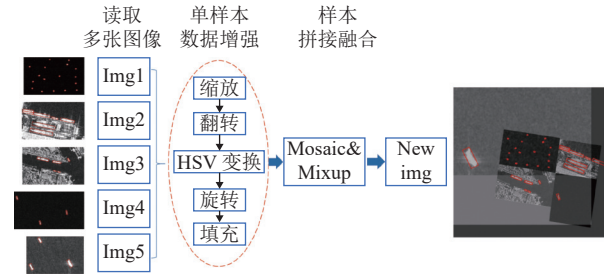 读取
多张图像
单样本
数据增强
样本
拼接融合
Img1
Img2
Img3
Img4
Img5
缩放
翻转
HSV 变换
旋转
填充
Mosaic&
Mixup
New
img